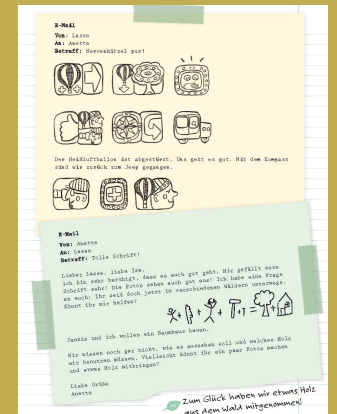 E-Mail
Von: Lasse
An: Anette
Betreff: Nervenkitzel pur!
Der Heißluftballon ist abgestürzt. Uns geht es gut. Mit dem Kompass
sind wir zurück zum Jeep gegangen.
E-Mail
Von: Anette
An: Lasse
Betreff: Tolle Schrift!
Lieber Lasse, liebe
ich bin sehr beruhigt, dass es euch gut geht. Mir gefällt eure
Schrift sehr! Die Fotos sehen auch gut aus! Ich habe eine Frage
an euch: Ihr seid doch jetzt in verschiedenen Wäldern unterwegs.
Könnt ihr mir helfen?
Jannis und ich wollen ein Baumhaus bauen.
Wir wissen noch gar nicht, wie es aussehen soll und welches Holz
wir benutzen müssen. Vielleicht könnt ihr ein paar Fotos machen
und etwas Holz mitbringen?
Liebe Grüße
Anette
Zum Glück haben wir etwas Holz
aus dem Wald mitgenommen!